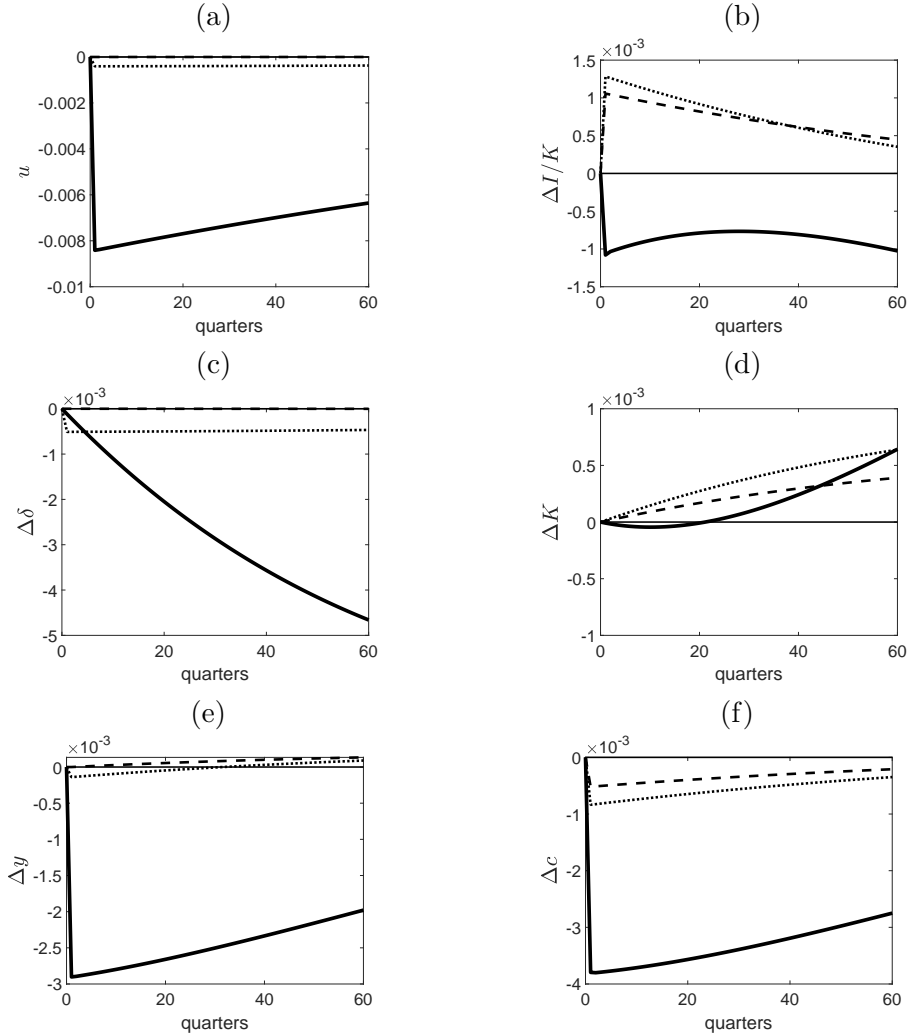 (a)
0
-0.002
-0.004
-0.006
-0.008
-0.01
u
0 20 40 60
quarters
(b)
×10⁻³
1.5
1
0.5
0
-0.5
-1
-1.5
ΔI/K
0 20 40 60
quarters
(c)
×10⁻³
0
-1
-2
-3
-4
-5
Δδ
0 20 40 60
quarters
(d)
×10⁻³
1
0.5
0
-0.5
-1
ΔK
0 20 40 60
quarters
(e)
×10⁻³
0
-0.5
-1
-1.5
-2
-2.5
-3
Δy
0 20 40 60
quarters
(f)
×10⁻³
0
-1
-2
-3
-4
Δc
0 20 40 60
quarters